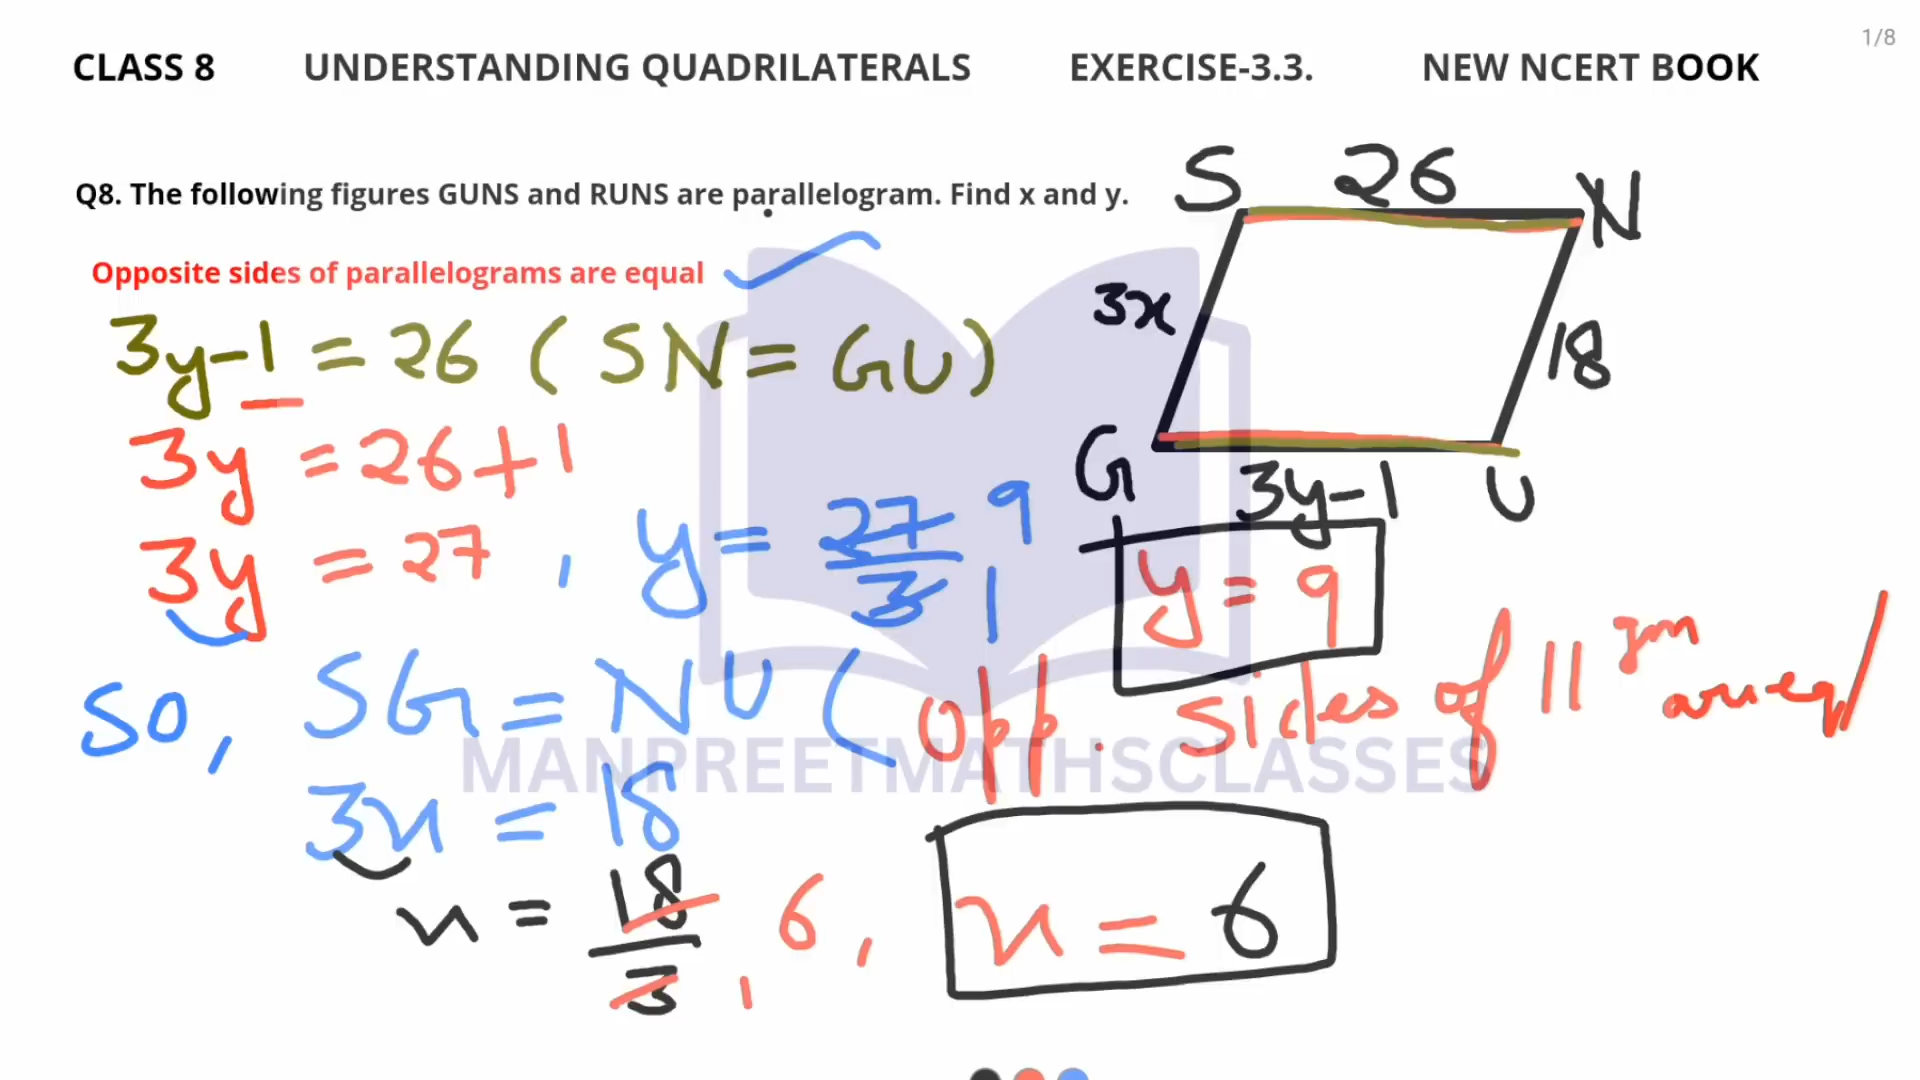 1/8
CLASS 8 UNDERSTANDING QUADRILATERALS EXERCISE-3.3. NEW NCERT BOOK
Q8. The following figures GUNS and RUNS are parallelogram. Find x and y.
S 26 N
Opposite sides of parallelograms are equal
3x
18
3y-1 = 26 (SN = GU)
3y = 26+1
G 3y-1 U
3y = 27 , y = 27/3 9 1
y = 9
SO, SG = NU ( Opp. sides of ||gm are eq
MANPREETMATHSCLASSES
3x = 18
x = 18/3 6, 1
x = 6